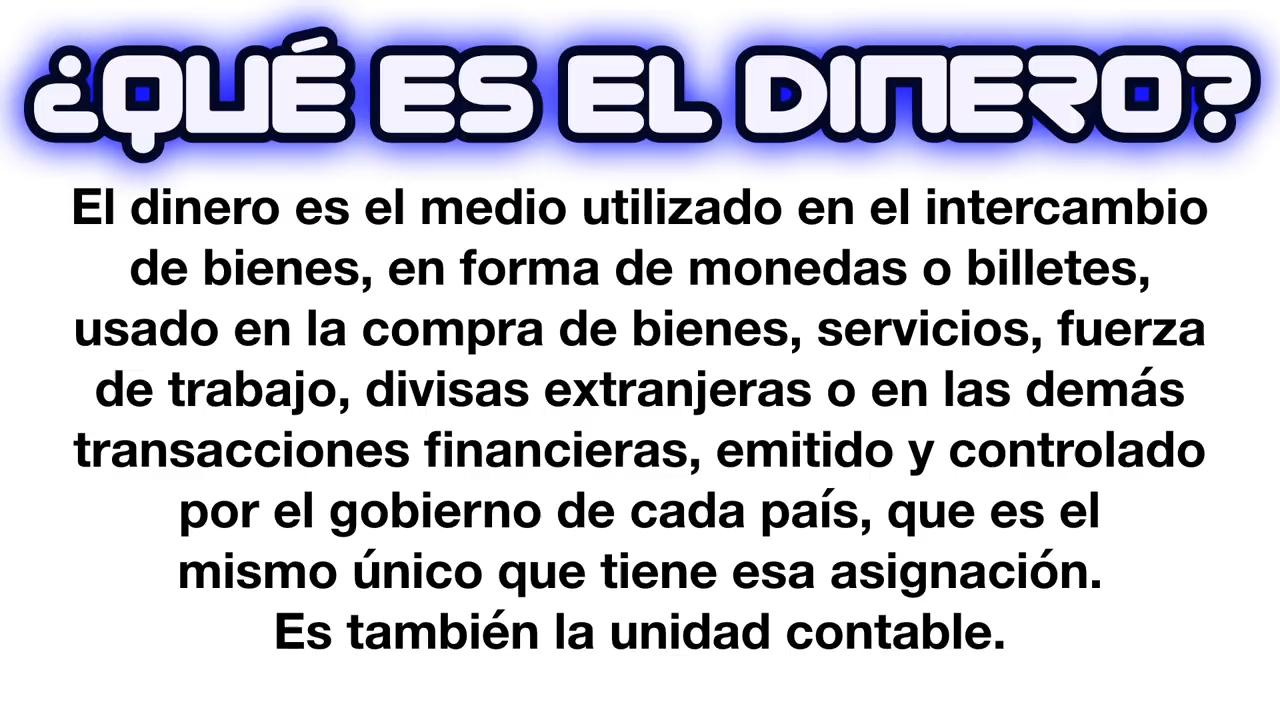 ¿QUÉ ES EL DINERO?
El dinero es el medio utilizado en el intercambio
de bienes, en forma de monedas o billetes,
usado en la compra de bienes, servicios, fuerza
de trabajo, divisas extranjeras o en las demás
transacciones financieras, emitido y controlado
por el gobierno de cada país, que es el
mismo único que tiene esa asignación.
Es también la unidad contable.